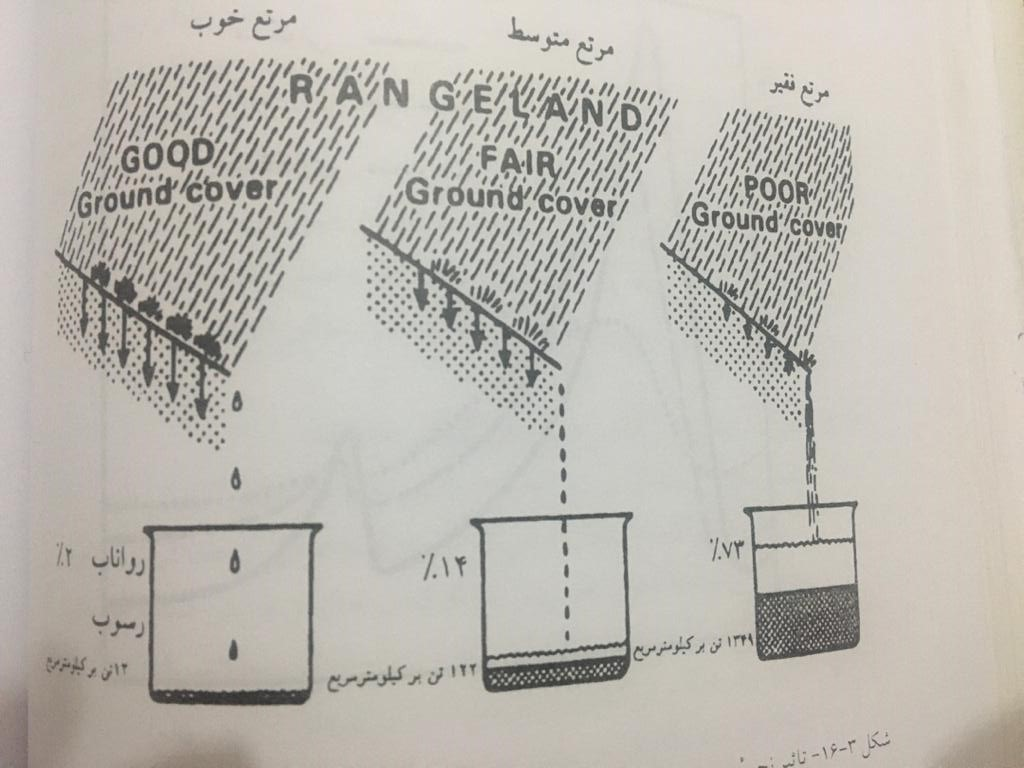 مرتع خوب
مرتع متوسط
مرتع فقیر
RANGELAND
GOOD
Ground cover
FAIR
Ground cover
POOR
Ground cover
رواناب ٪۲
٪۱۴
٪۷۳
رسوب
۱۲ تن بر کیلومترمربع
۱۲۲ تن بر کیلومترمربع
۱۳۴۹ تن بر کیلومترمربع
شکل ۳-۱۶- تاثیر